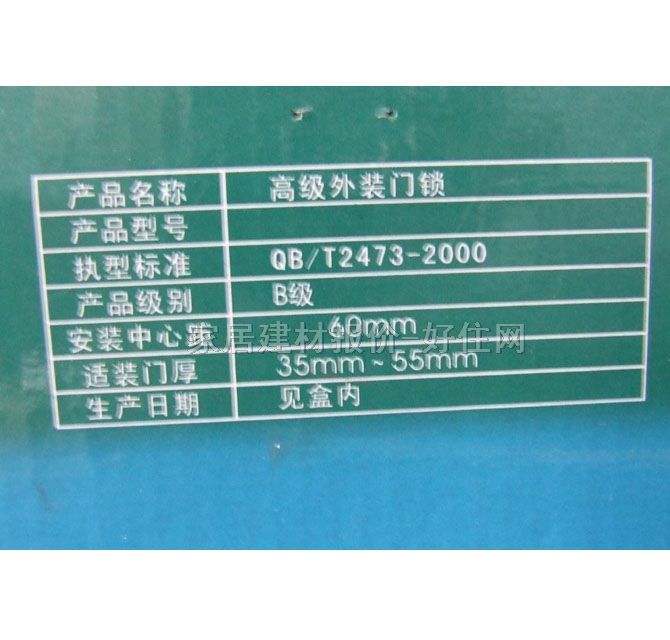 产品名称 高级外装门锁
产品型号
执型标准 QB/T2473-2000
产品级别 B级
安装中心距 60mm
适装门厚 35mm~55mm
生产日期 见盒内
家居建材报价-好住网